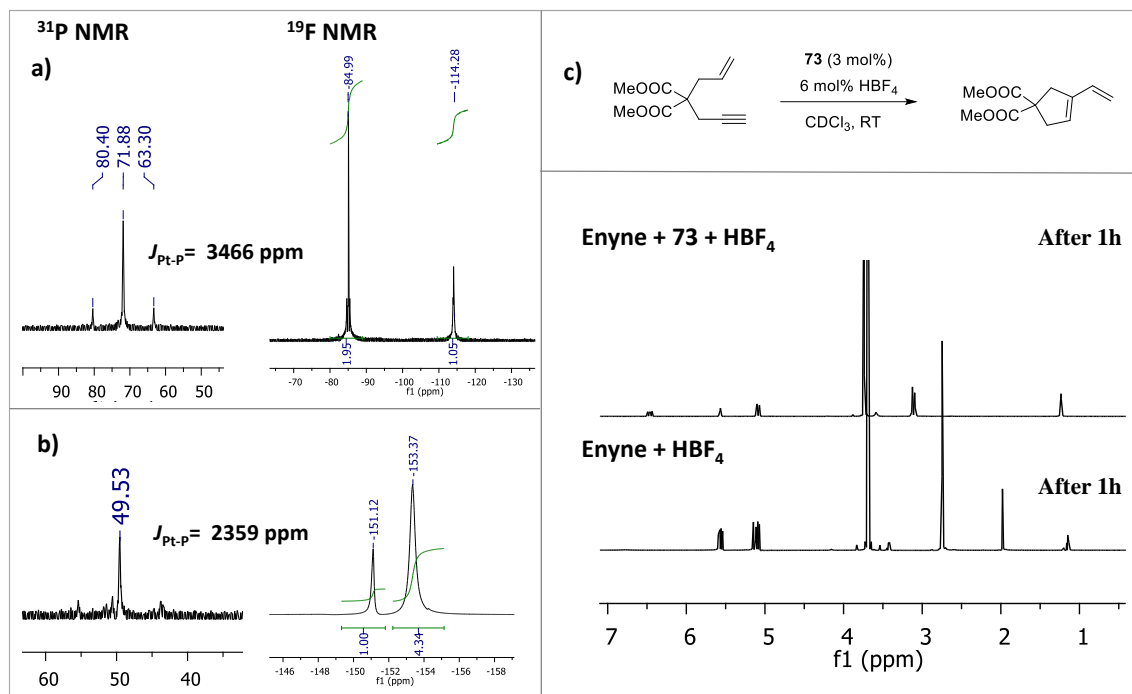 ³¹P NMR
¹⁹F NMR
a)
80.40
71.88
63.30
J_Pt-P= 3466 ppm
90 80 70 60 50
-84.99
-114.28
1.95
1.05
-70 -80 -90 -100 -110 -120 -130
f1 (ppm)
b)
49.53
J_Pt-P= 2359 ppm
60 50 40
-151.12
-153.37
1.00
4.34
-146 -148 -150 -152 -154 -156 -158
f1 (ppm)
c)
MeOOC
MeOOC
73 (3 mol%)
6 mol% HBF₄
CDCl₃, RT
MeOOC
MeOOC
Enyne + 73 + HBF₄
After 1h
Enyne + HBF₄
After 1h
7 6 5 4 3 2 1
f1 (ppm)